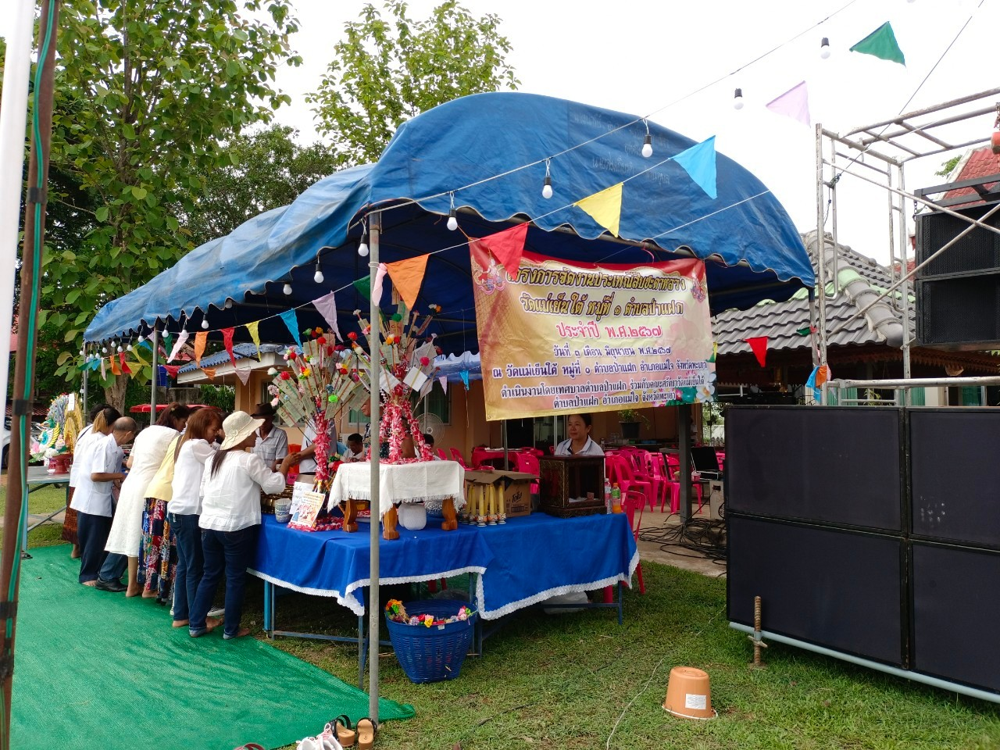 โครงการจัดงานประเพณีสืบชะตาหลวง
วัดแม่เย็นใต้ หมู่ที่ ๑ ตำบลป่าแฝก
ประจำปี พ.ศ.๒๕๖๗
วันที่ ๑ เดือน มิถุนายน พ.ศ.๒๕๖๗
ณ วัดแม่เย็นใต้ หมู่ที่ ๑ ตำบลป่าแฝก อำเภอแม่ใจ จังหวัดพะเยา
ดำเนินงานโดยเทศบาลตำบลป่าแฝก ร่วมกับคณะศรัทธาวัดแม่เย็นใต้
ตำบลป่าแฝก อำเภอแม่ใจ จังหวัดพะเยา